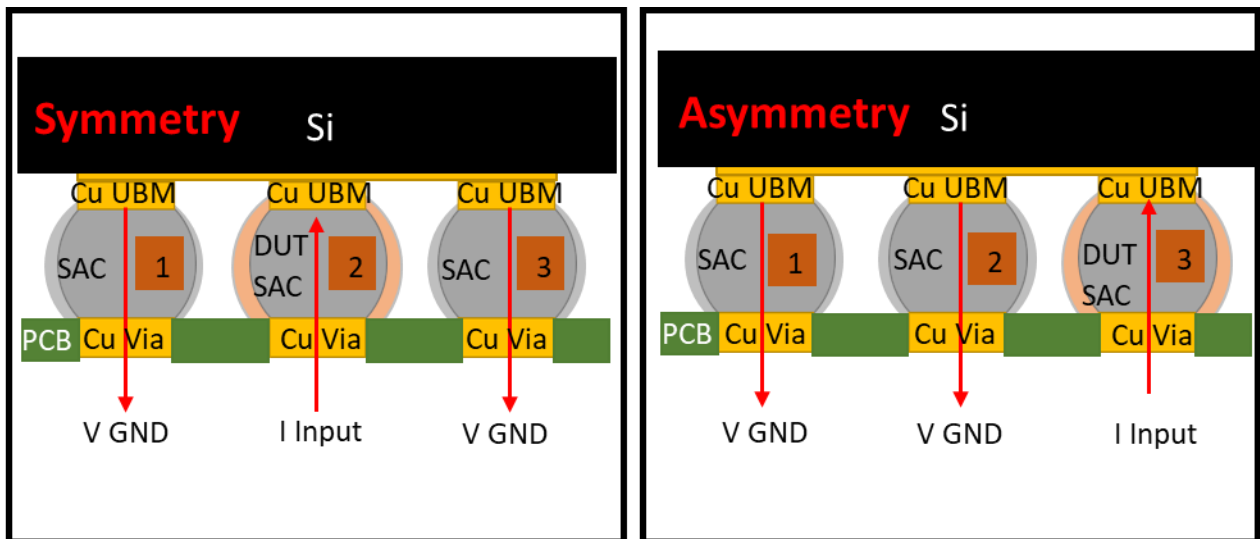 Symmetry Si
Cu UBM Cu UBM Cu UBM
SAC 1 DUT SAC 2 SAC 3
PCB Cu Via Cu Via Cu Via
V GND I Input V GND
Asymmetry Si
Cu UBM Cu UBM Cu UBM
SAC 1 SAC 2 DUT SAC 3
PCB Cu Via Cu Via Cu Via
V GND V GND I Input